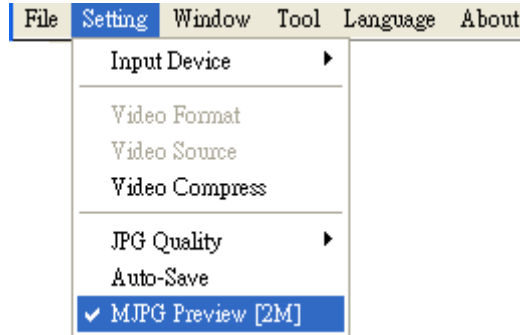 File Setting Window Tool Language About
Input Device
Video Format
Video Source
Video Compress
JPG Quality
Auto-Save
MJPG Preview [2M]